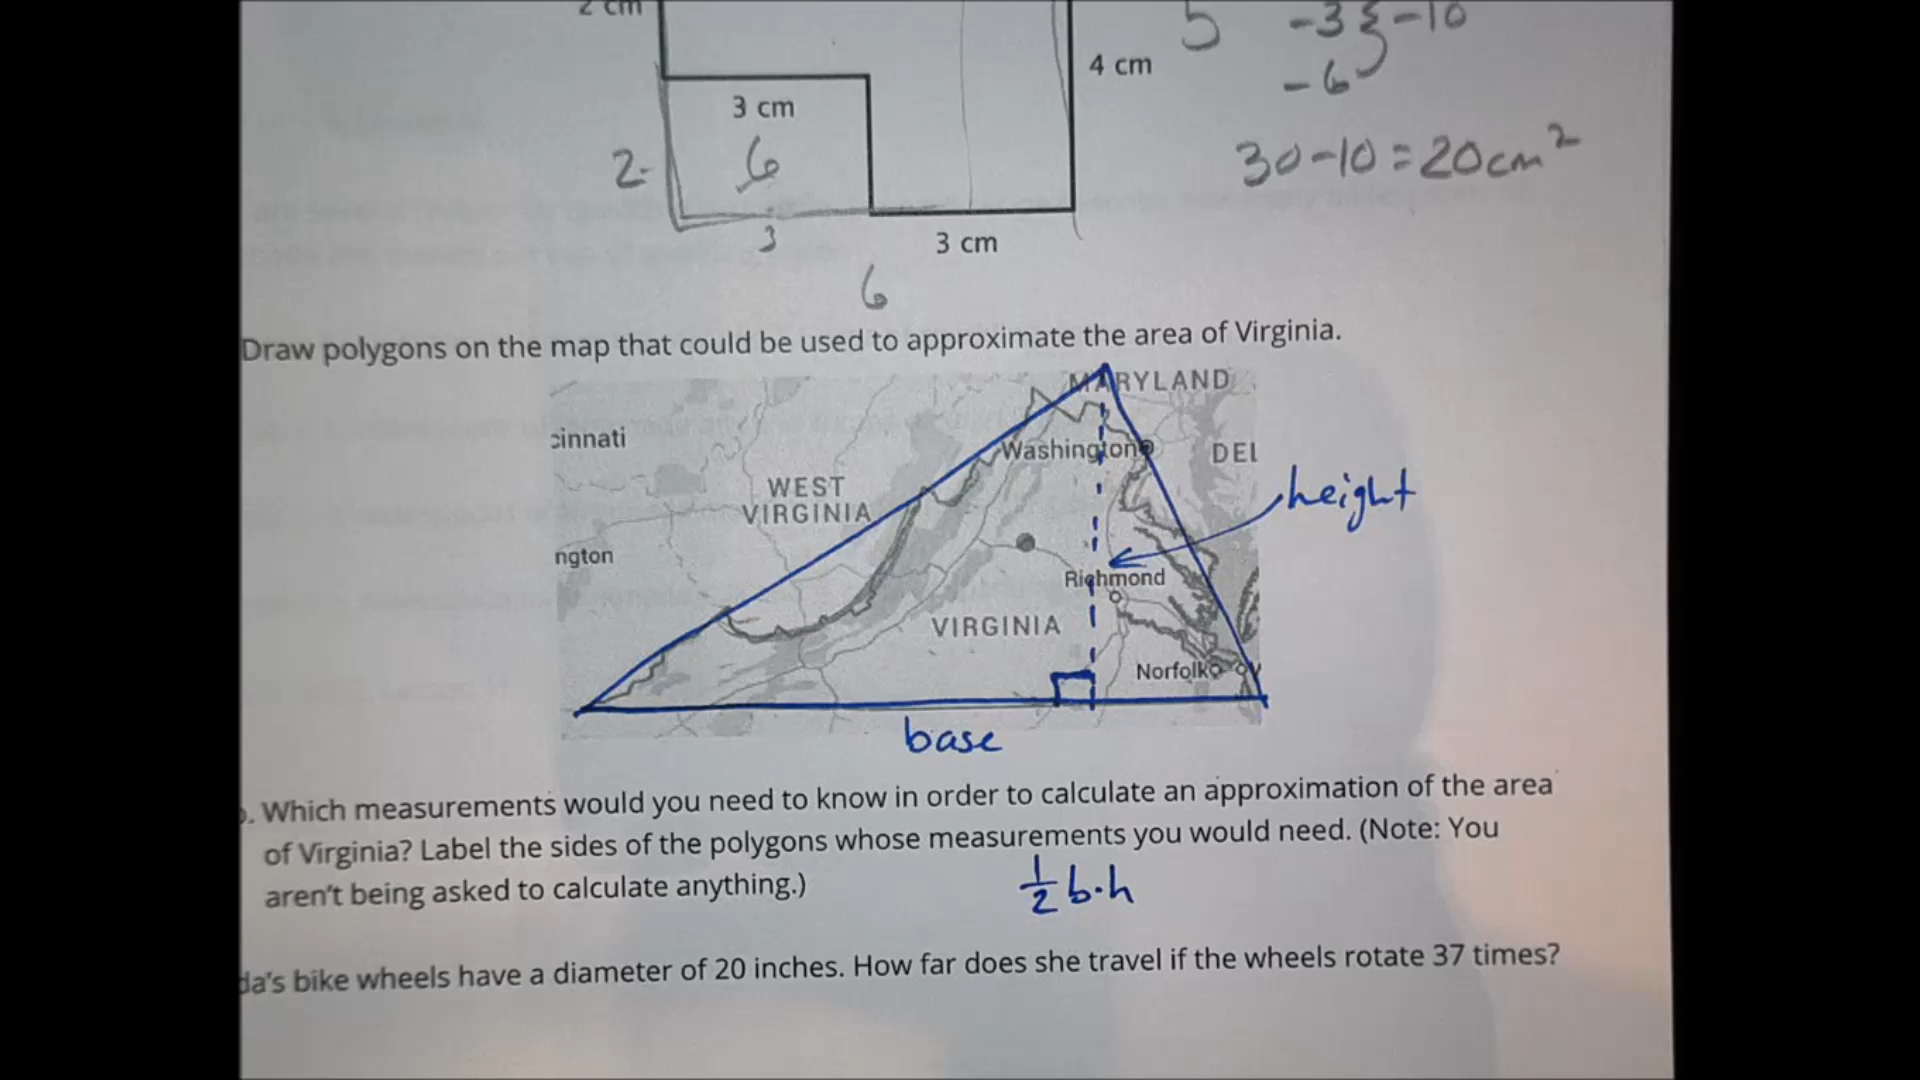 2 cm
5 -3 } -10
4 cm
-6
3 cm
2 6
30-10=20cm²
3
3 cm
6
Draw polygons on the map that could be used to approximate the area of Virginia.
MARYLAND
cinnati
Washington
DEL
WEST
VIRGINIA
height
ngton
Richmond
VIRGINIA
Norfolk
base
. Which measurements would you need to know in order to calculate an approximation of the area
of Virginia? Label the sides of the polygons whose measurements you would need. (Note: You
aren't being asked to calculate anything.)
1/2 b·h
da's bike wheels have a diameter of 20 inches. How far does she travel if the wheels rotate 37 times?